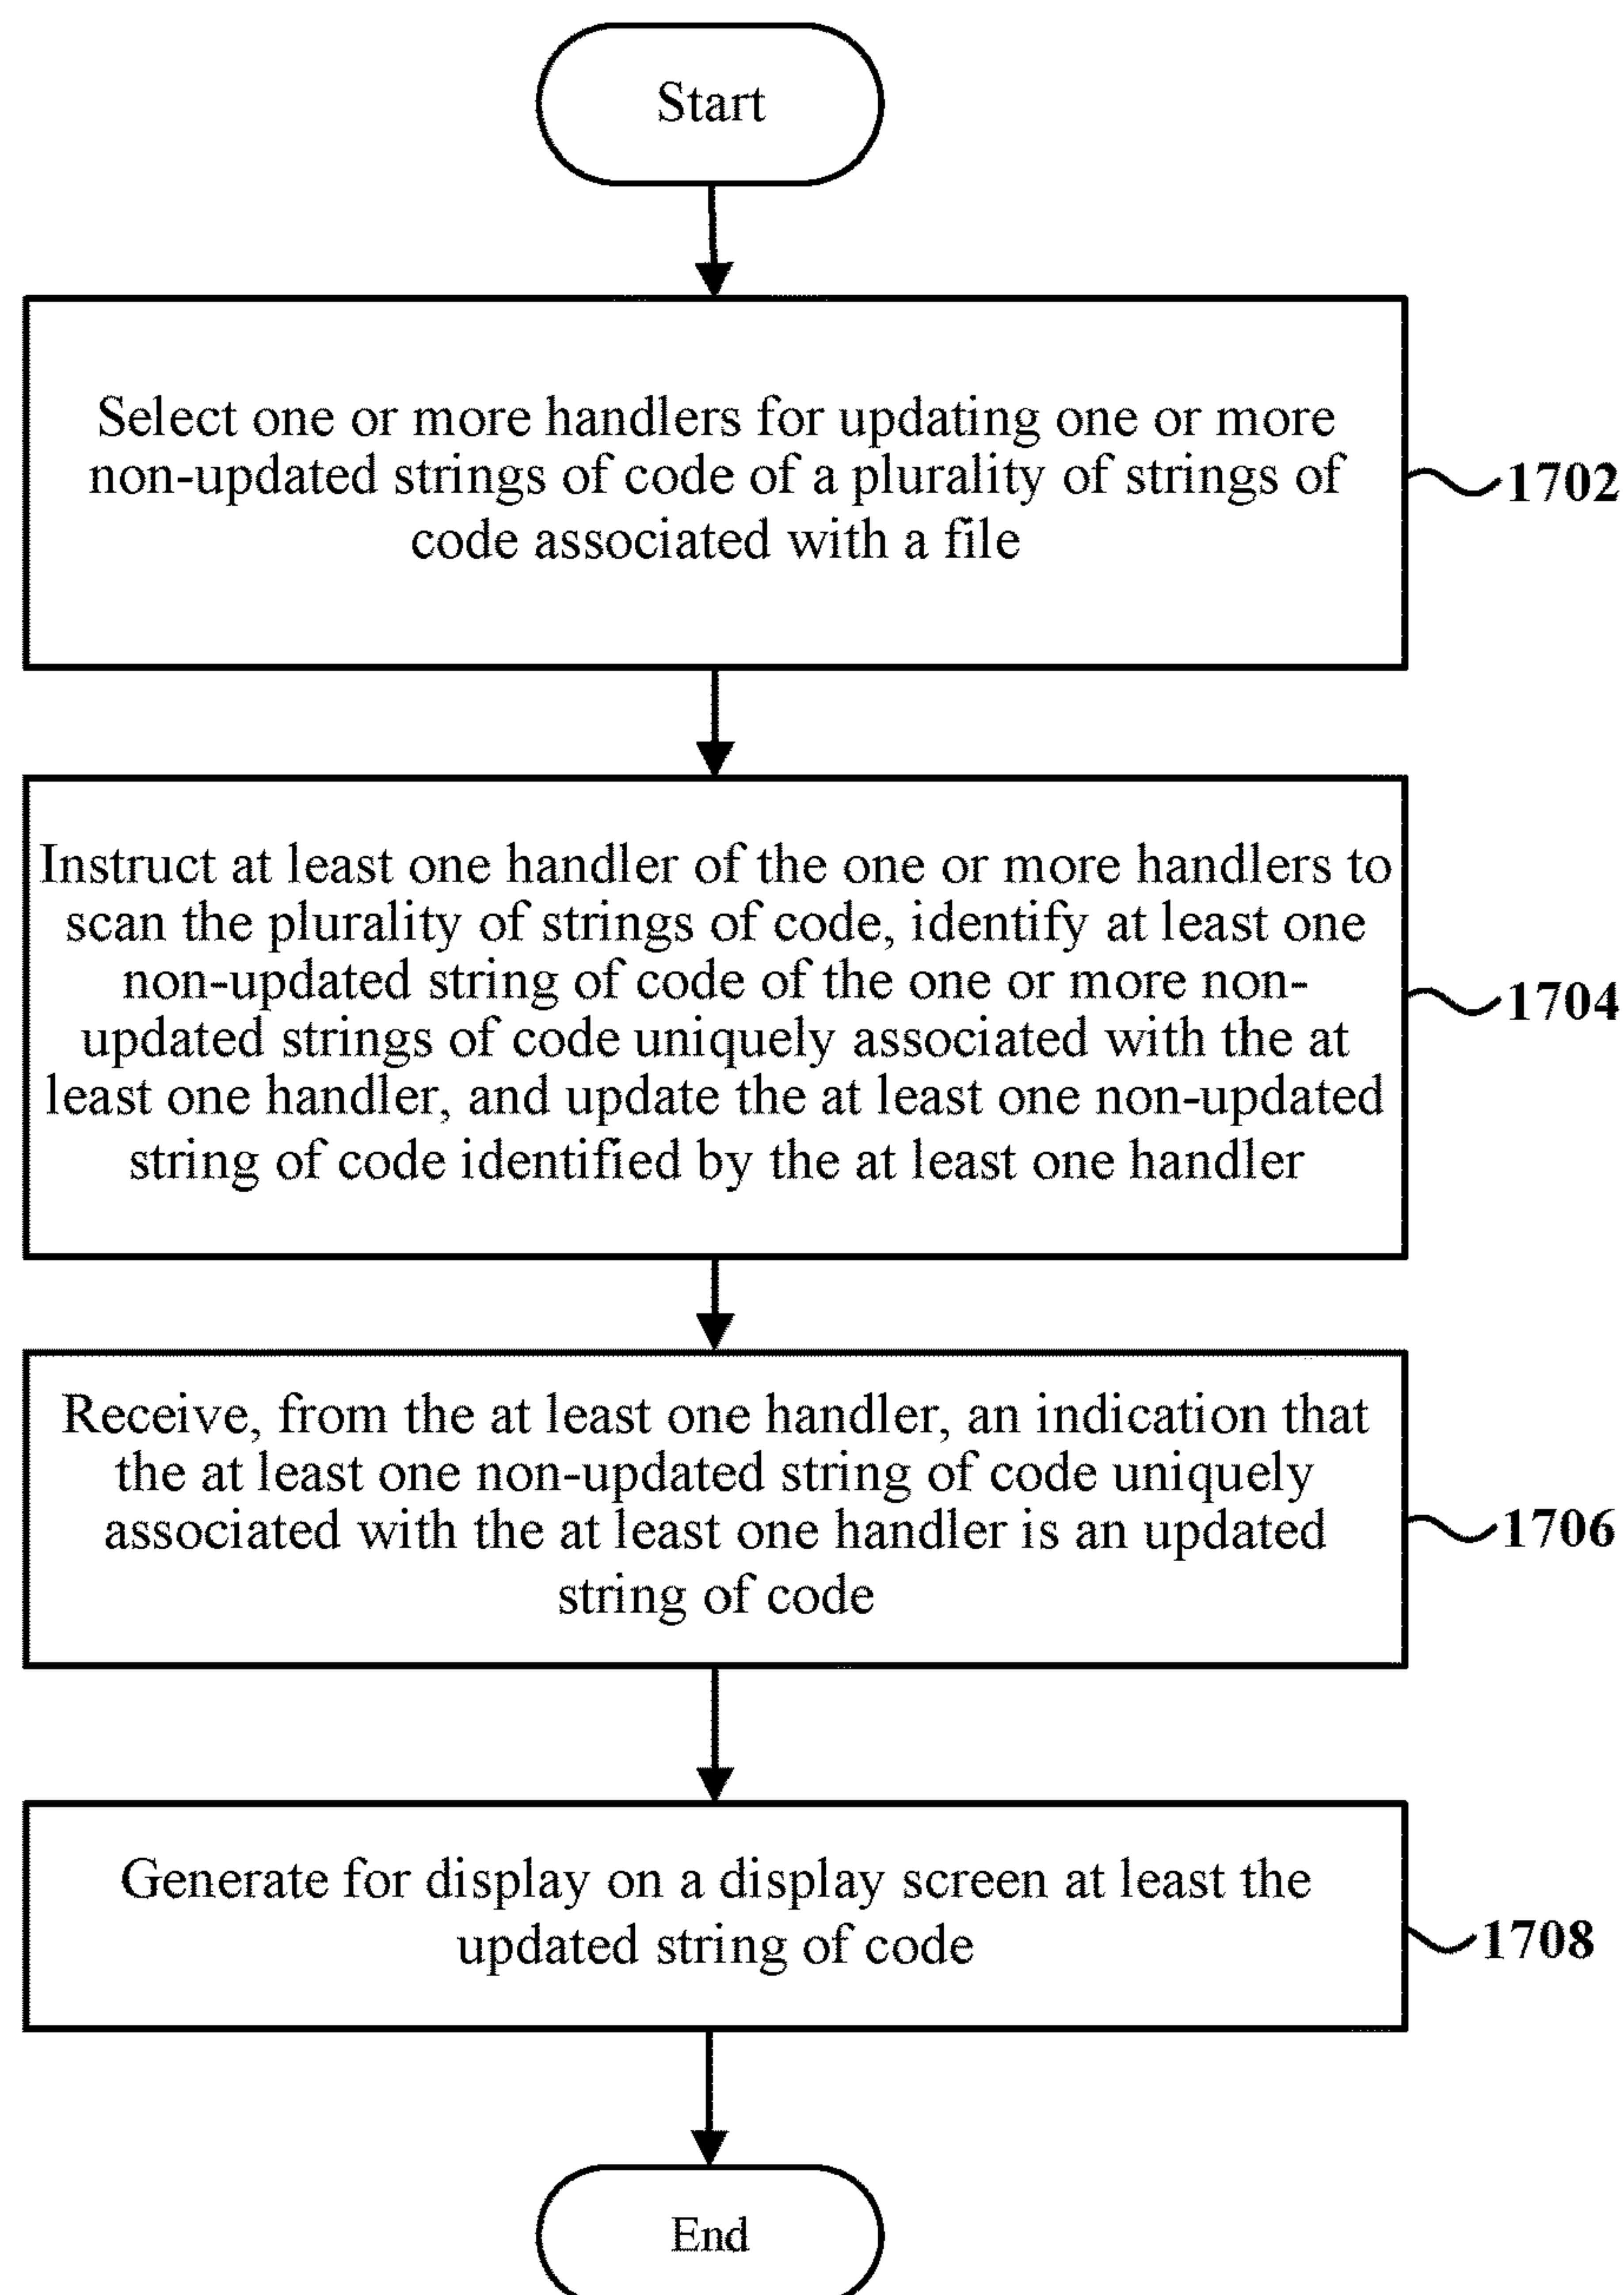 Start
Select one or more handlers for updating one or more
non-updated strings of code of a plurality of strings of
code associated with a file
1702
Instruct at least one handler of the one or more handlers to
scan the plurality of strings of code, identify at least one
non-updated string of code of the one or more non-
updated strings of code uniquely associated with the at
least one handler, and update the at least one non-updated
string of code identified by the at least one handler
1704
Receive, from the at least one handler, an indication that
the at least one non-updated string of code uniquely
associated with the at least one handler is an updated
string of code
1706
Generate for display on a display screen at least the
updated string of code
1708
End